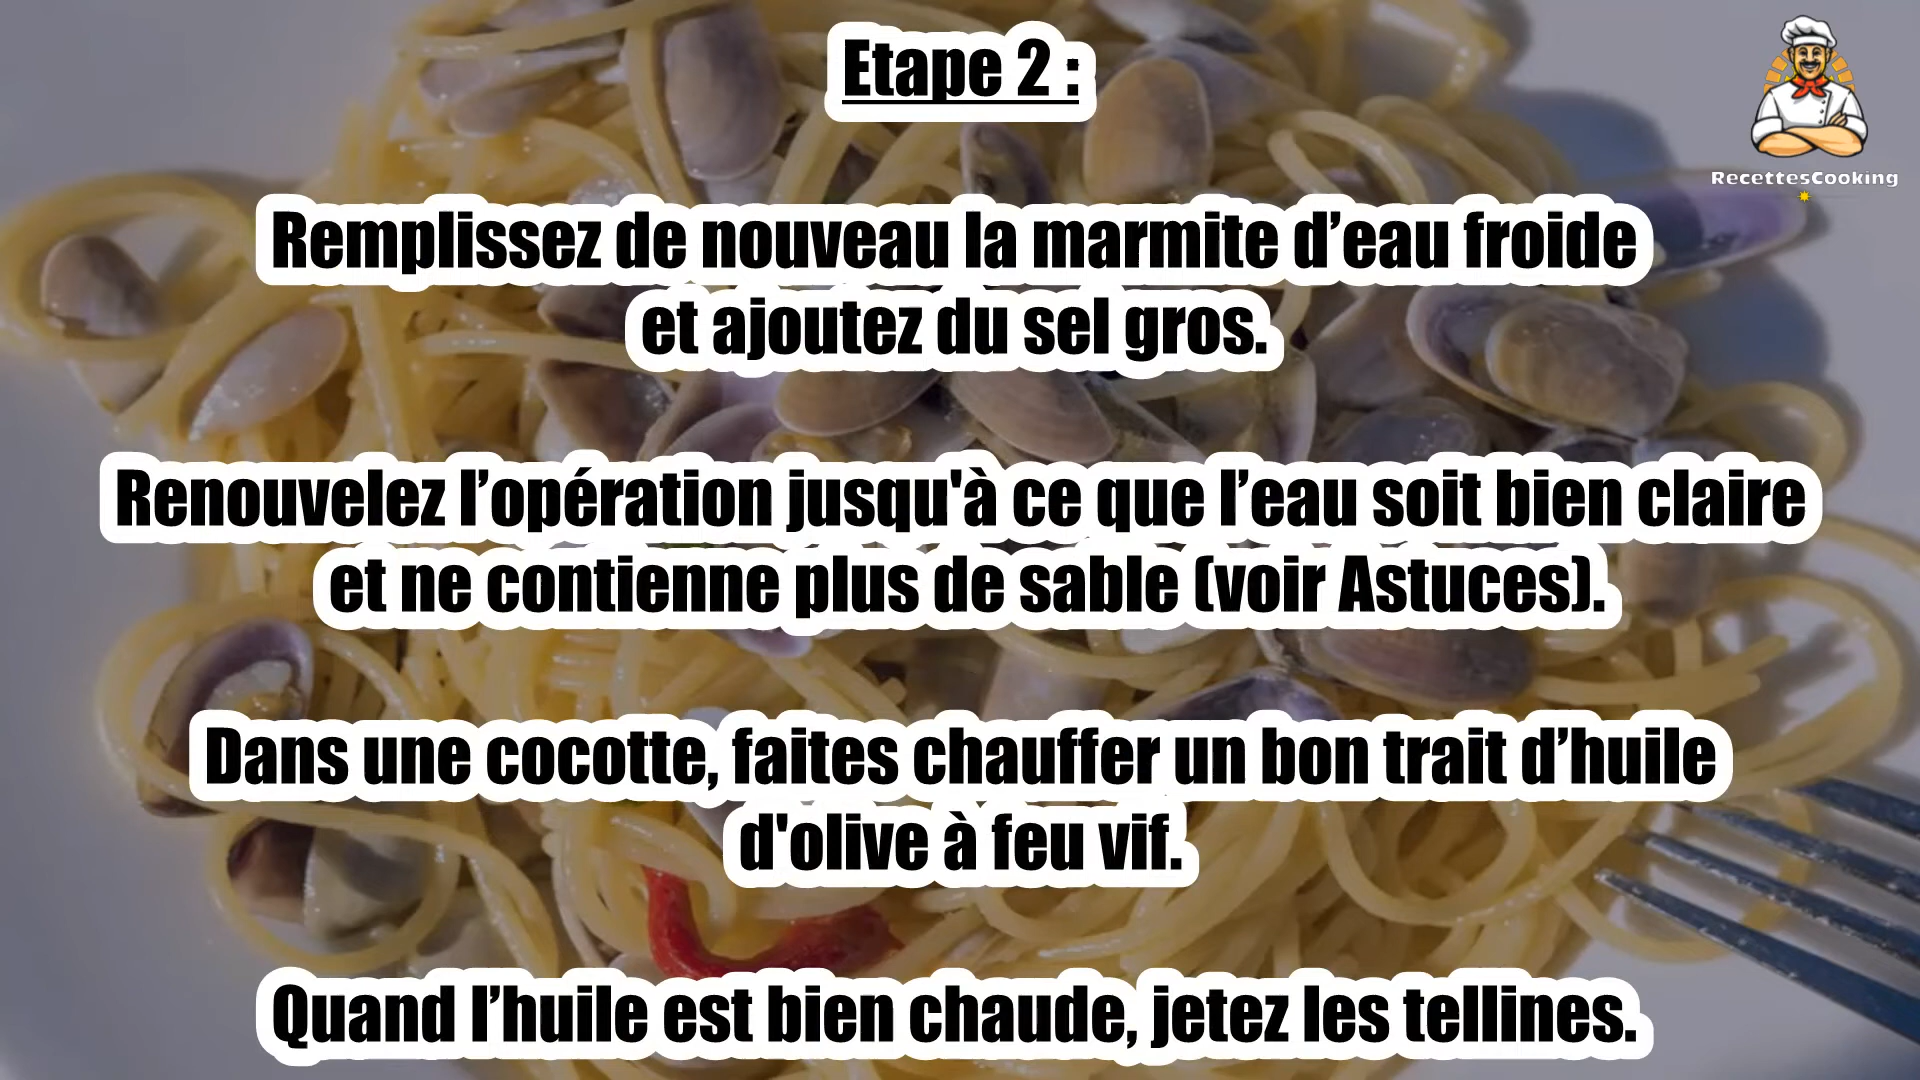 Etape 2 :
RecettesCooking
Remplissez de nouveau la marmite d’eau froide
et ajoutez du sel gros.
Renouvelez l’opération jusqu'à ce que l’eau soit bien claire
et ne contienne plus de sable (voir Astuces).
Dans une cocotte, faites chauffer un bon trait d’huile
d'olive à feu vif.
Quand l’huile est bien chaude, jetez les tellines.